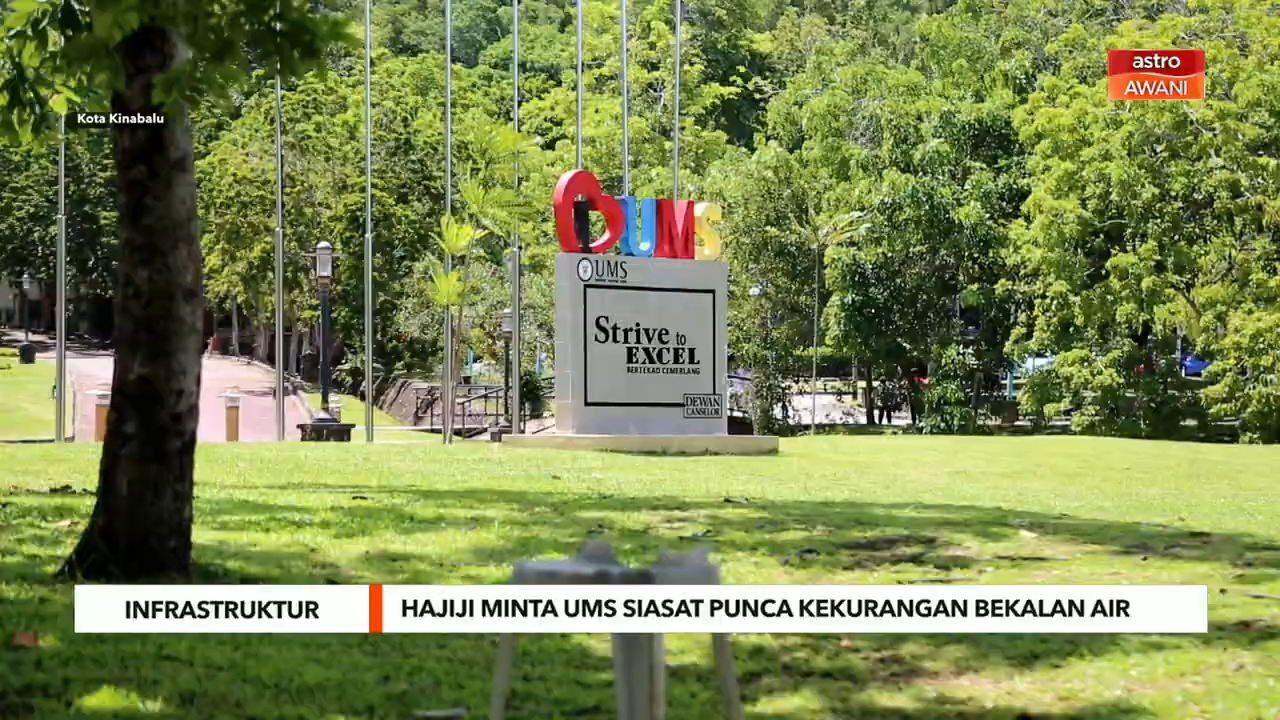 astro
AWANI
Kota Kinabalu
I UMS
UMS
Strive to
EXCEL
BERTEKAD CEMERLANG
DEWAN
CANSELOR
INFRASTRUKTUR
HAJIJI MINTA UMS SIASAT PUNCA KEKURANGAN BEKALAN AIR